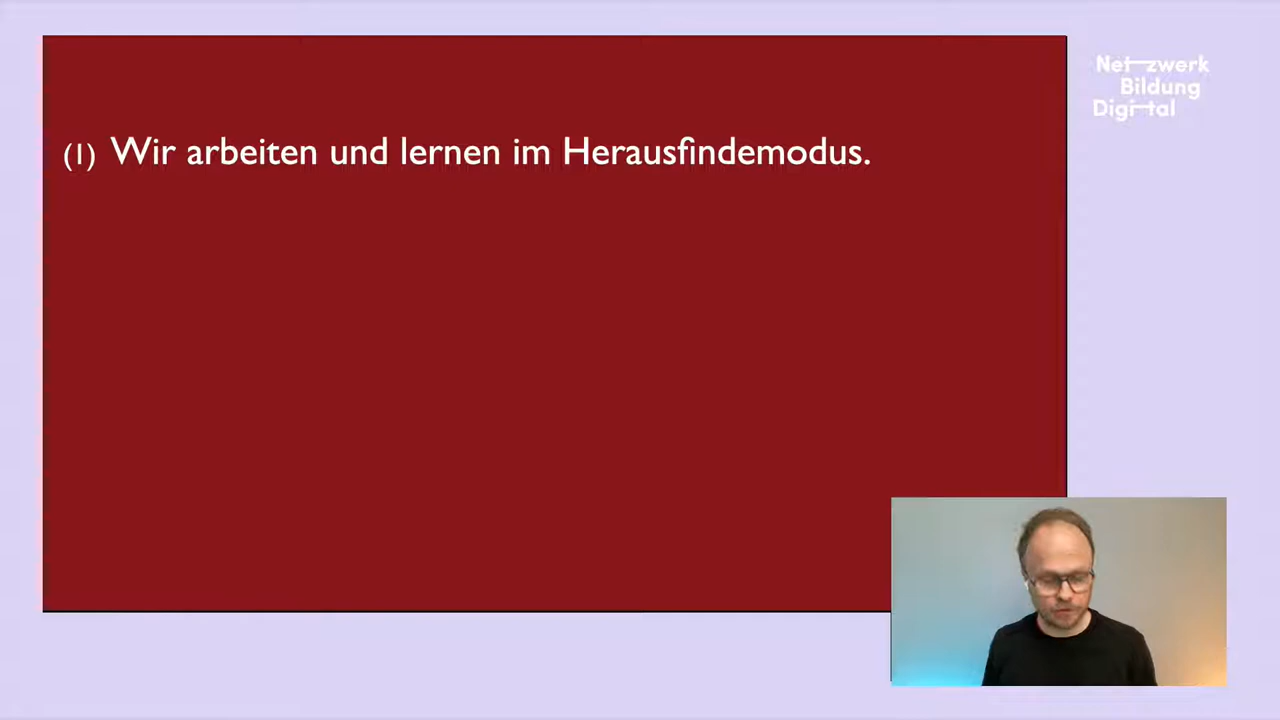 (1) Wir arbeiten und lernen im Herausfindemodus.
Netzwerk
Bildung
Digital